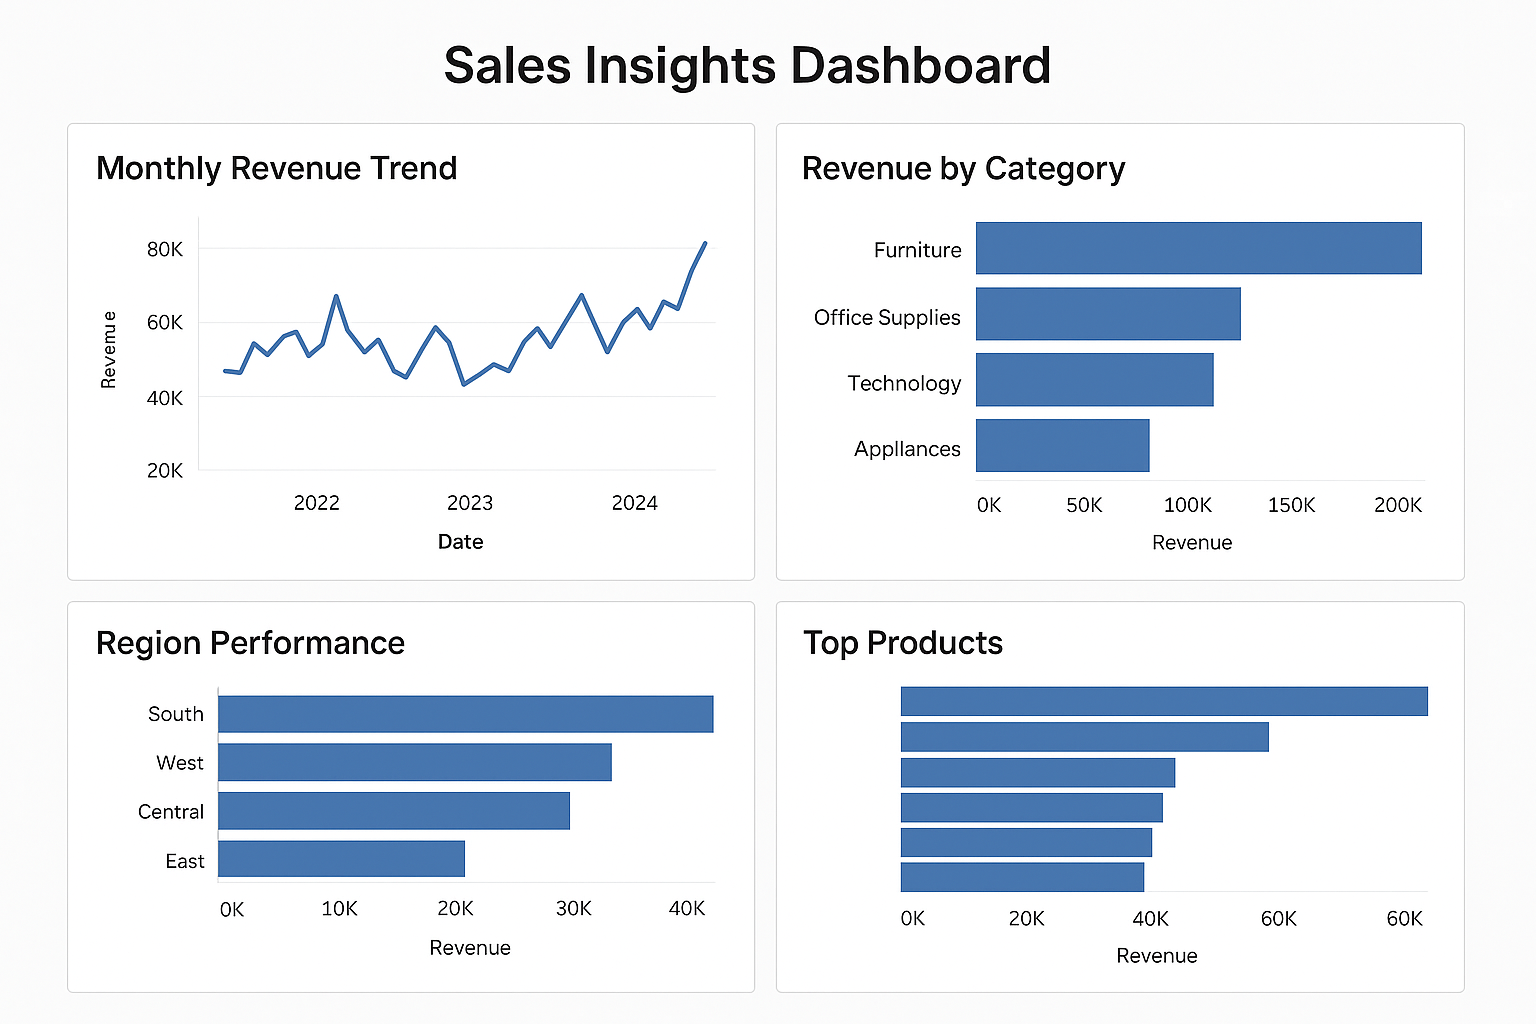 Sales Insights Dashboard
Monthly Revenue Trend
80K
60K
40K
20K
Revemue
2022 2023 2024
Date
Revenue by Category
Furniture
Office Supplies
Technology
Appllances
0K 50K 100K 150K 200K
Revenue
Region Performance
South
West
Central
East
0K 10K 20K 30K 40K
Revenue
Top Products
0K 20K 40K 60K 60K
Revenue